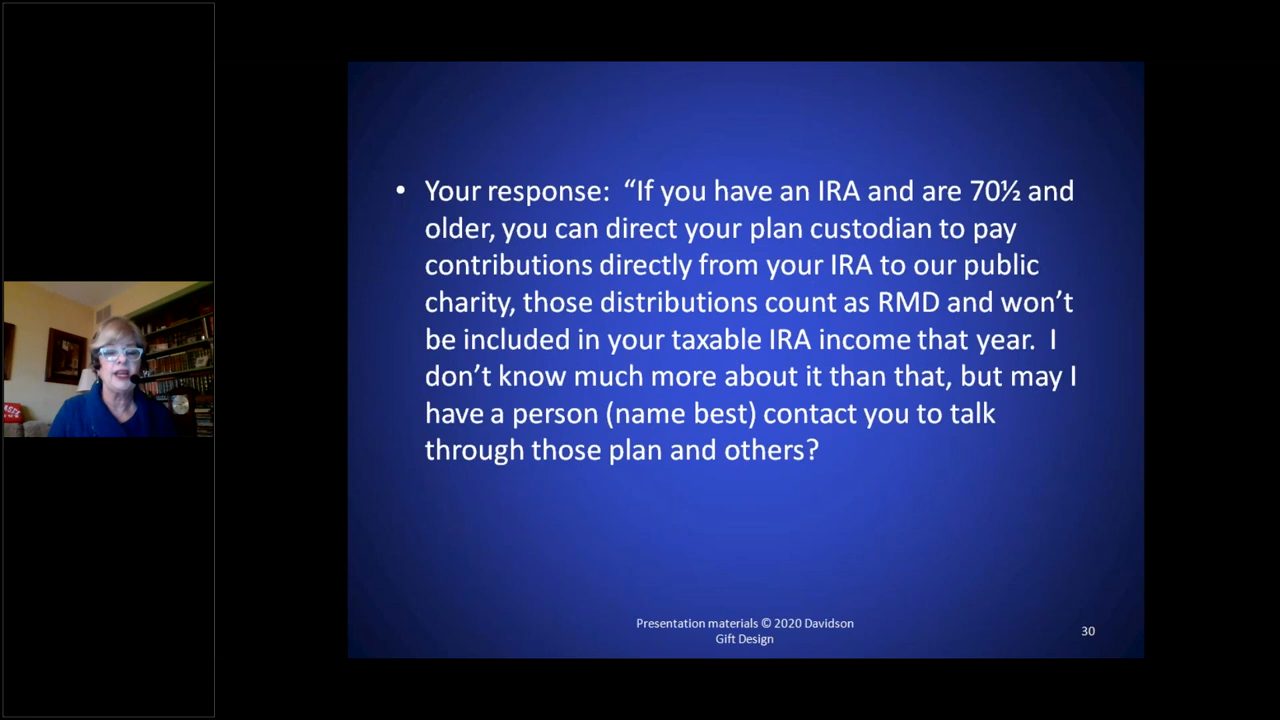 • Your response:  “If you have an IRA and are 70½ and
older, you can direct your plan custodian to pay
contributions directly from your IRA to our public
charity, those distributions count as RMD and won’t
be included in your taxable IRA income that year.  I
don’t know much more about it than that, but may I
have a person (name best) contact you to talk
through those plan and others?
Presentation materials © 2020 Davidson
Gift Design
30